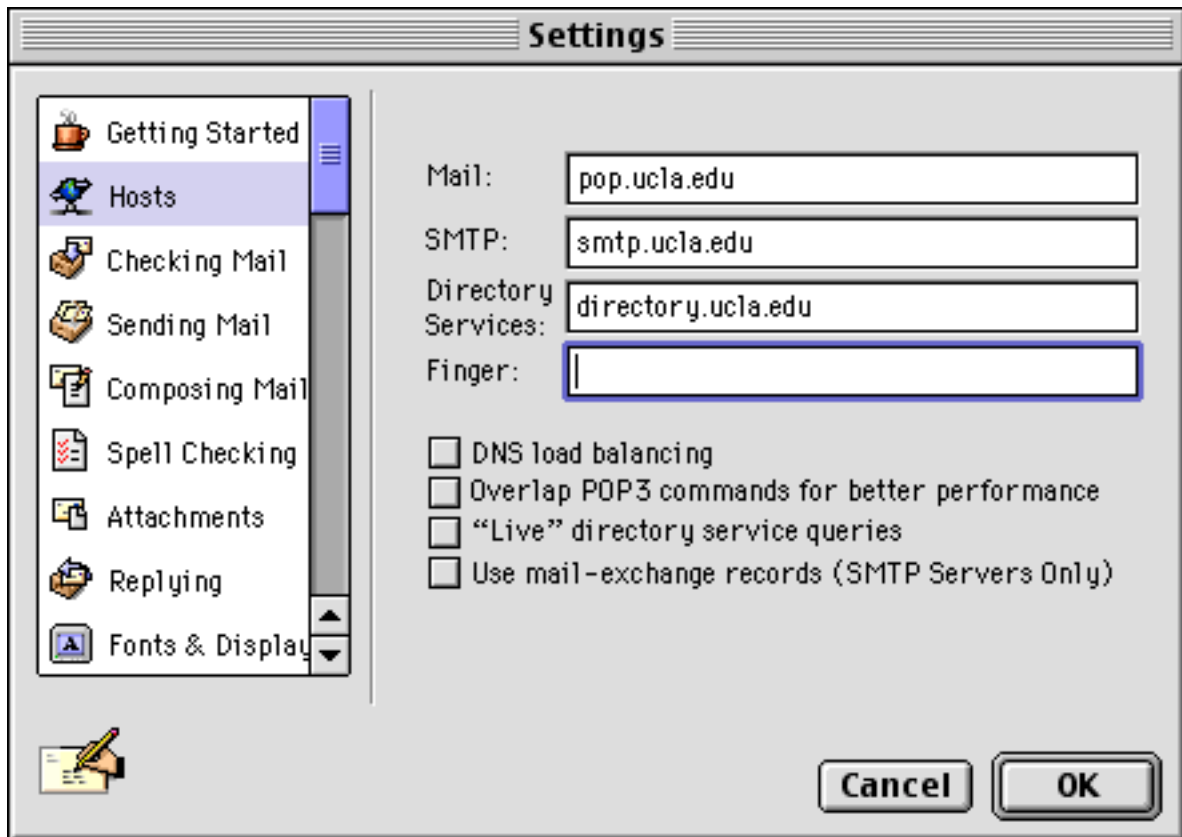 Settings
Getting Started
Hosts
Checking Mail
Sending Mail
Composing Mail
Spell Checking
Attachments
Replying
Fonts & Display
Mail: pop.ucla.edu
SMTP: smtp.ucla.edu
Directory
Services: directory.ucla.edu
Finger:
DNS load balancing
Overlap POP3 commands for better performance
“Live” directory service queries
Use mail-exchange records (SMTP Servers Only)
Cancel OK